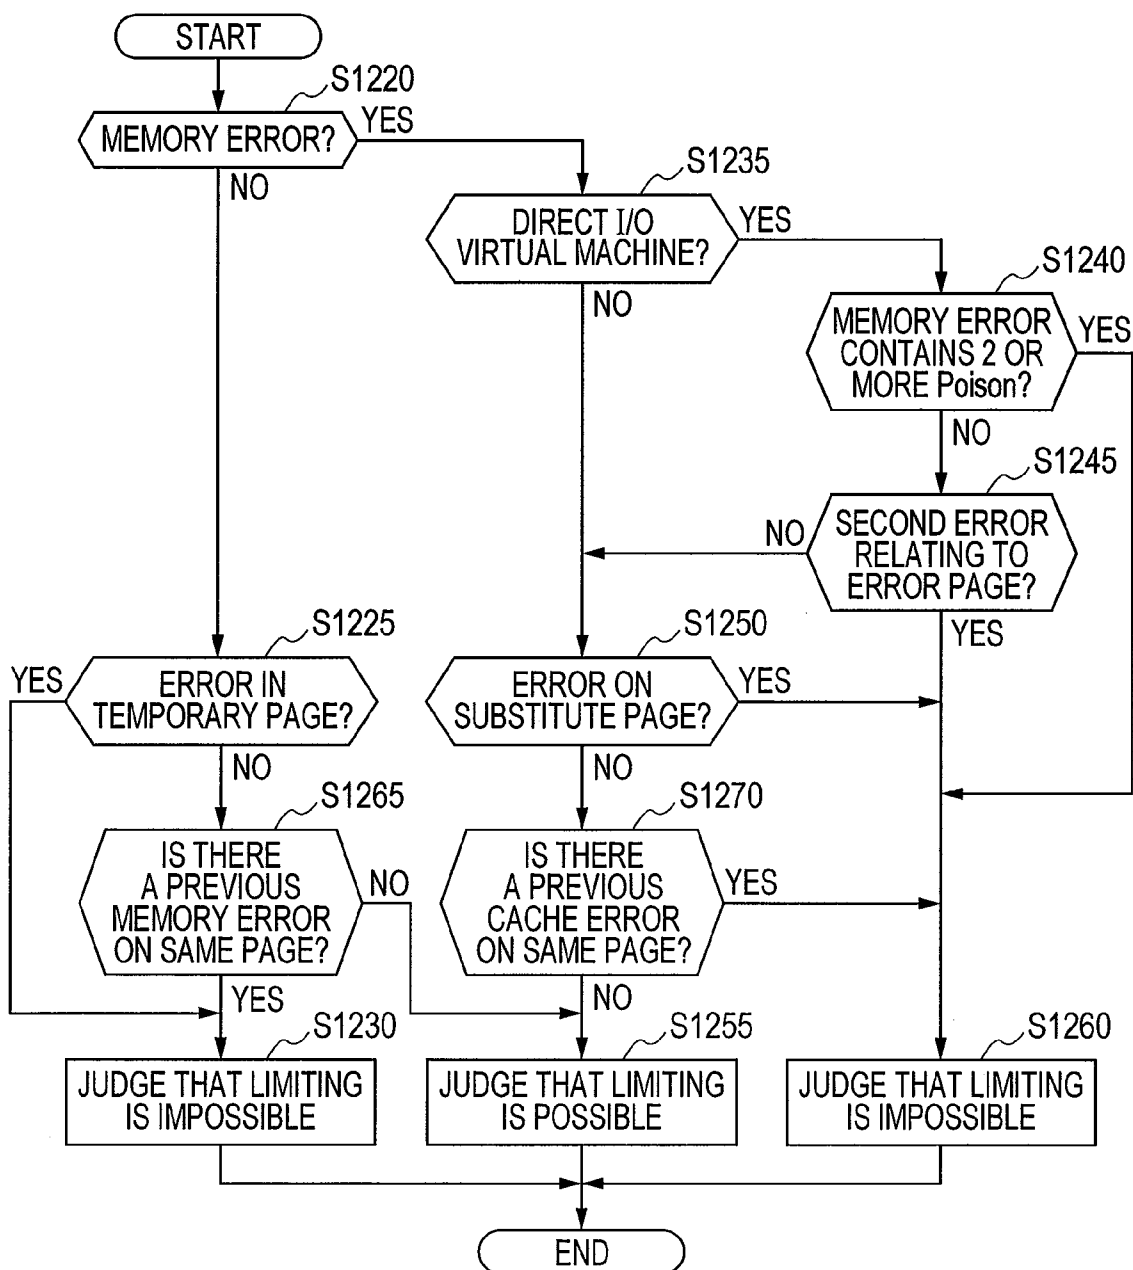 START
S1220
MEMORY ERROR?
YES
NO
S1235
DIRECT I/O
VIRTUAL MACHINE?
YES
NO
S1240
MEMORY ERROR
CONTAINS 2 OR
MORE Poison?
YES
NO
S1245
SECOND ERROR
RELATING TO
ERROR PAGE?
NO
YES
S1225
ERROR IN
TEMPORARY PAGE?
YES
NO
S1250
ERROR ON
SUBSTITUTE PAGE?
YES
NO
S1265
IS THERE
A PREVIOUS
MEMORY ERROR
ON SAME PAGE?
NO
YES
S1270
IS THERE
A PREVIOUS
CACHE ERROR
ON SAME PAGE?
YES
NO
S1230
JUDGE THAT LIMITING
IS IMPOSSIBLE
S1255
JUDGE THAT LIMITING
IS POSSIBLE
S1260
JUDGE THAT LIMITING
IS IMPOSSIBLE
END